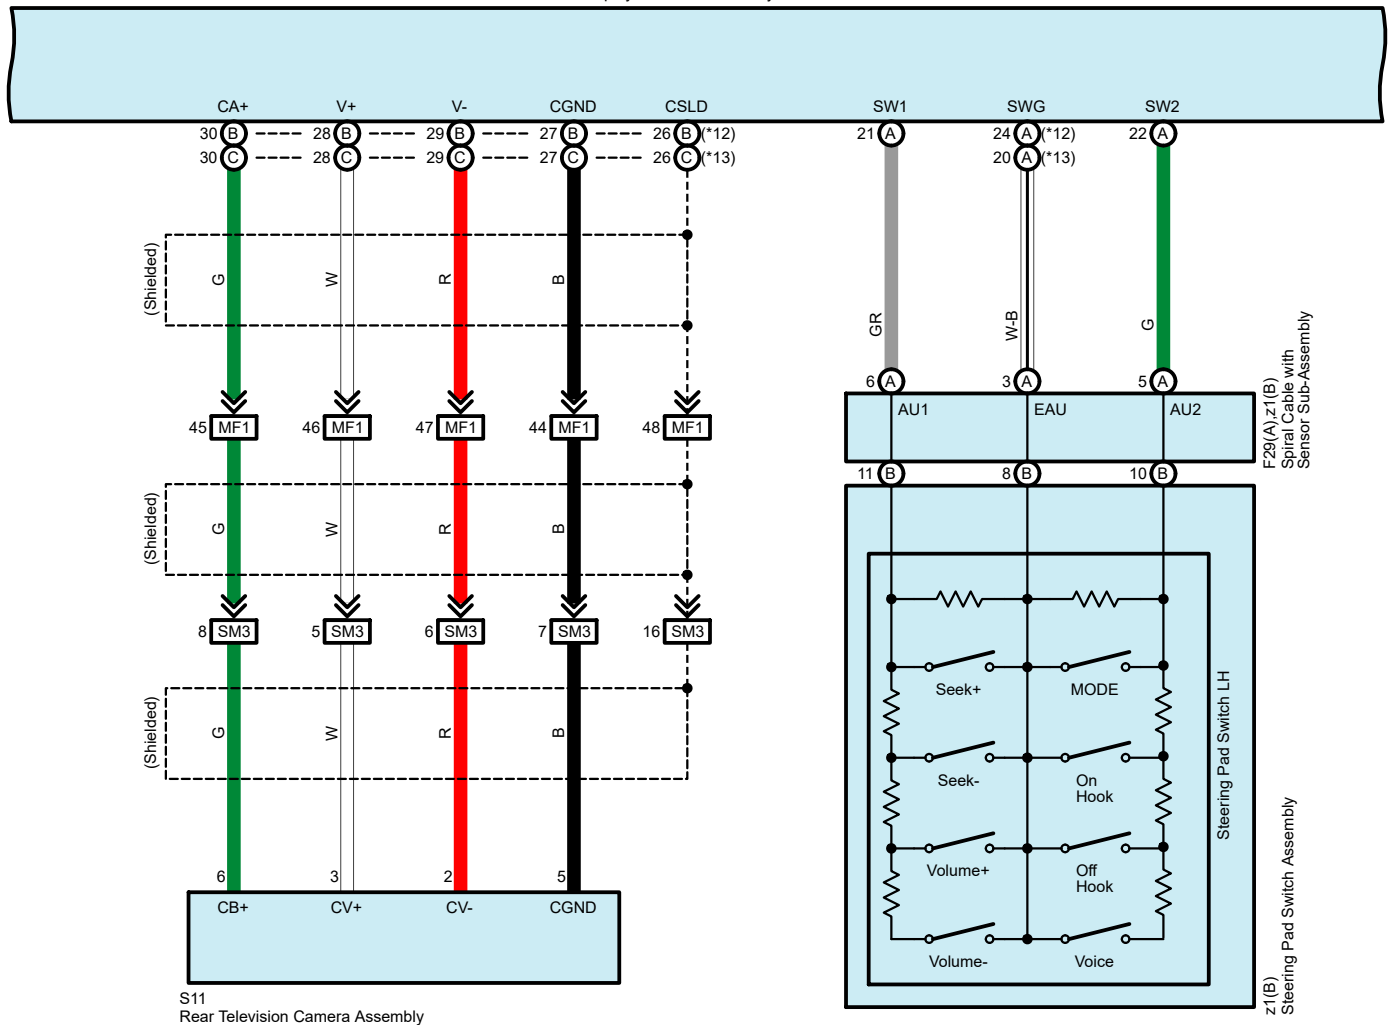 CA+ V+ V- CGND CSLD SW1 SWG SW2
30 B 28 B 29 B 27 B 26 B (*12) 21 A 24 A (*12) 22 A
30 C 28 C 29 C 27 C 26 C (*13) 20 A (*13)
(Shielded) G W R B
GR W-B G
6 A 3 A 5 A
AU1 EAU AU2
F29(A),z1(B)
Spiral Cable with
Sensor Sub-Assembly
45 MF1 46 MF1 47 MF1 44 MF1 48 MF1
11 B 8 B 10 B
(Shielded) G W R B
8 SM3 5 SM3 6 SM3 7 SM3 16 SM3
(Shielded) G W R B
Seek+ MODE
Seek- On
Hook
Volume+ Off
Hook
Volume- Voice
Steering Pad Switch LH
z1(B)
Steering Pad Switch Assembly
6 3 2 5
CB+ CV+ CV- CGND
S11
Rear Television Camera Assembly